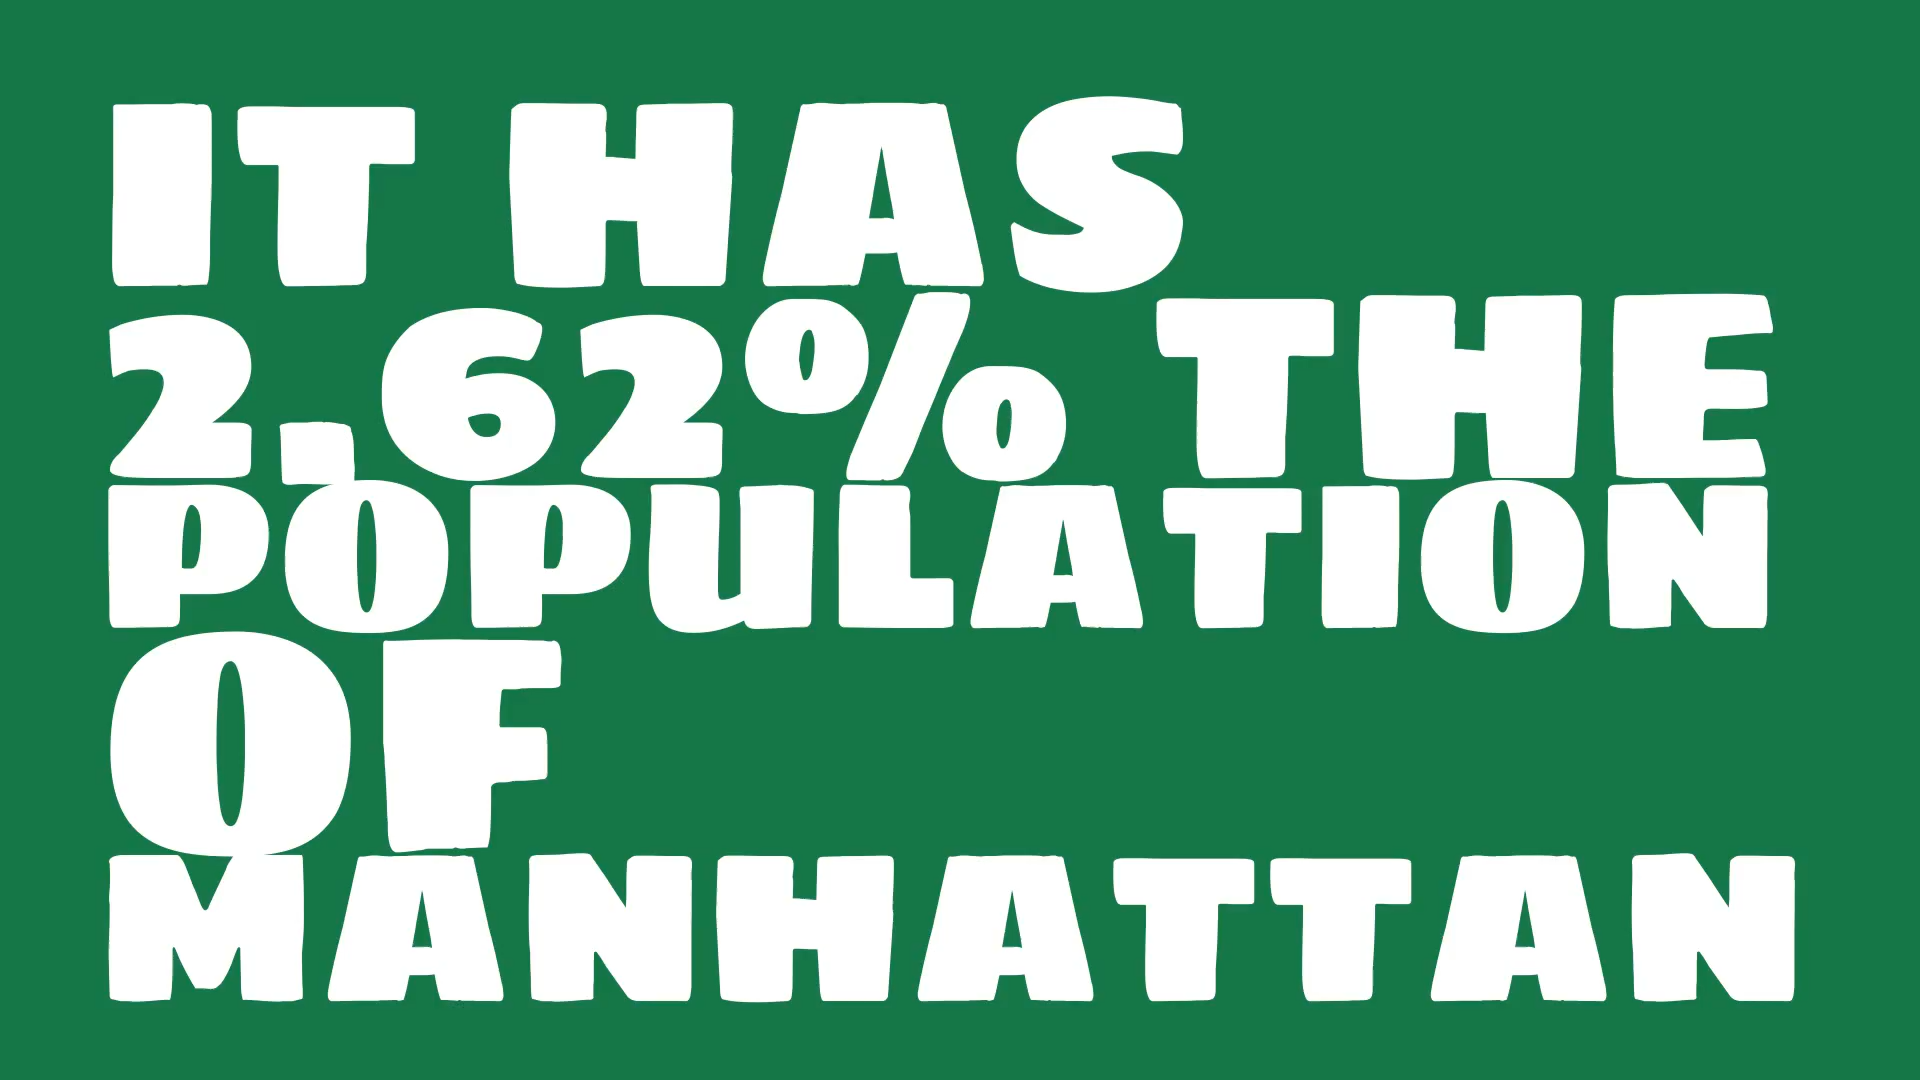 IT HAS
2.62% THE
POPULATION
OF
MANHATTAN